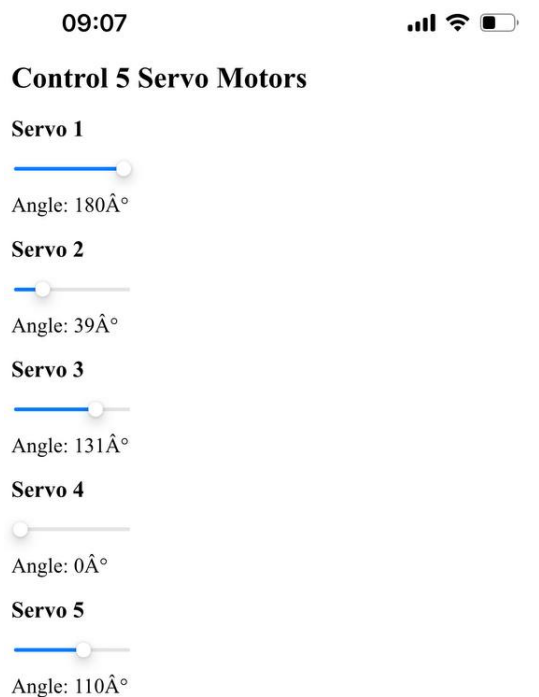 09:07
Control 5 Servo Motors
Servo 1
Angle: 180Â°
Servo 2
Angle: 39Â°
Servo 3
Angle: 131Â°
Servo 4
Angle: 0Â°
Servo 5
Angle: 110Â°